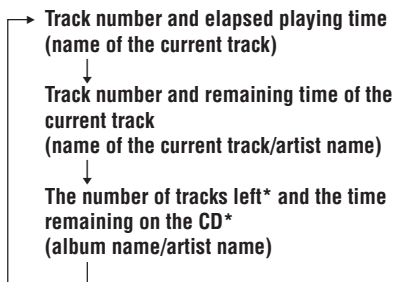 Track number and elapsed playing time
(name of the current track)
Track number and remaining time of the
current track
(name of the current track/artist name)
The number of tracks left* and the time
remaining on the CD*
(album name/artist name)